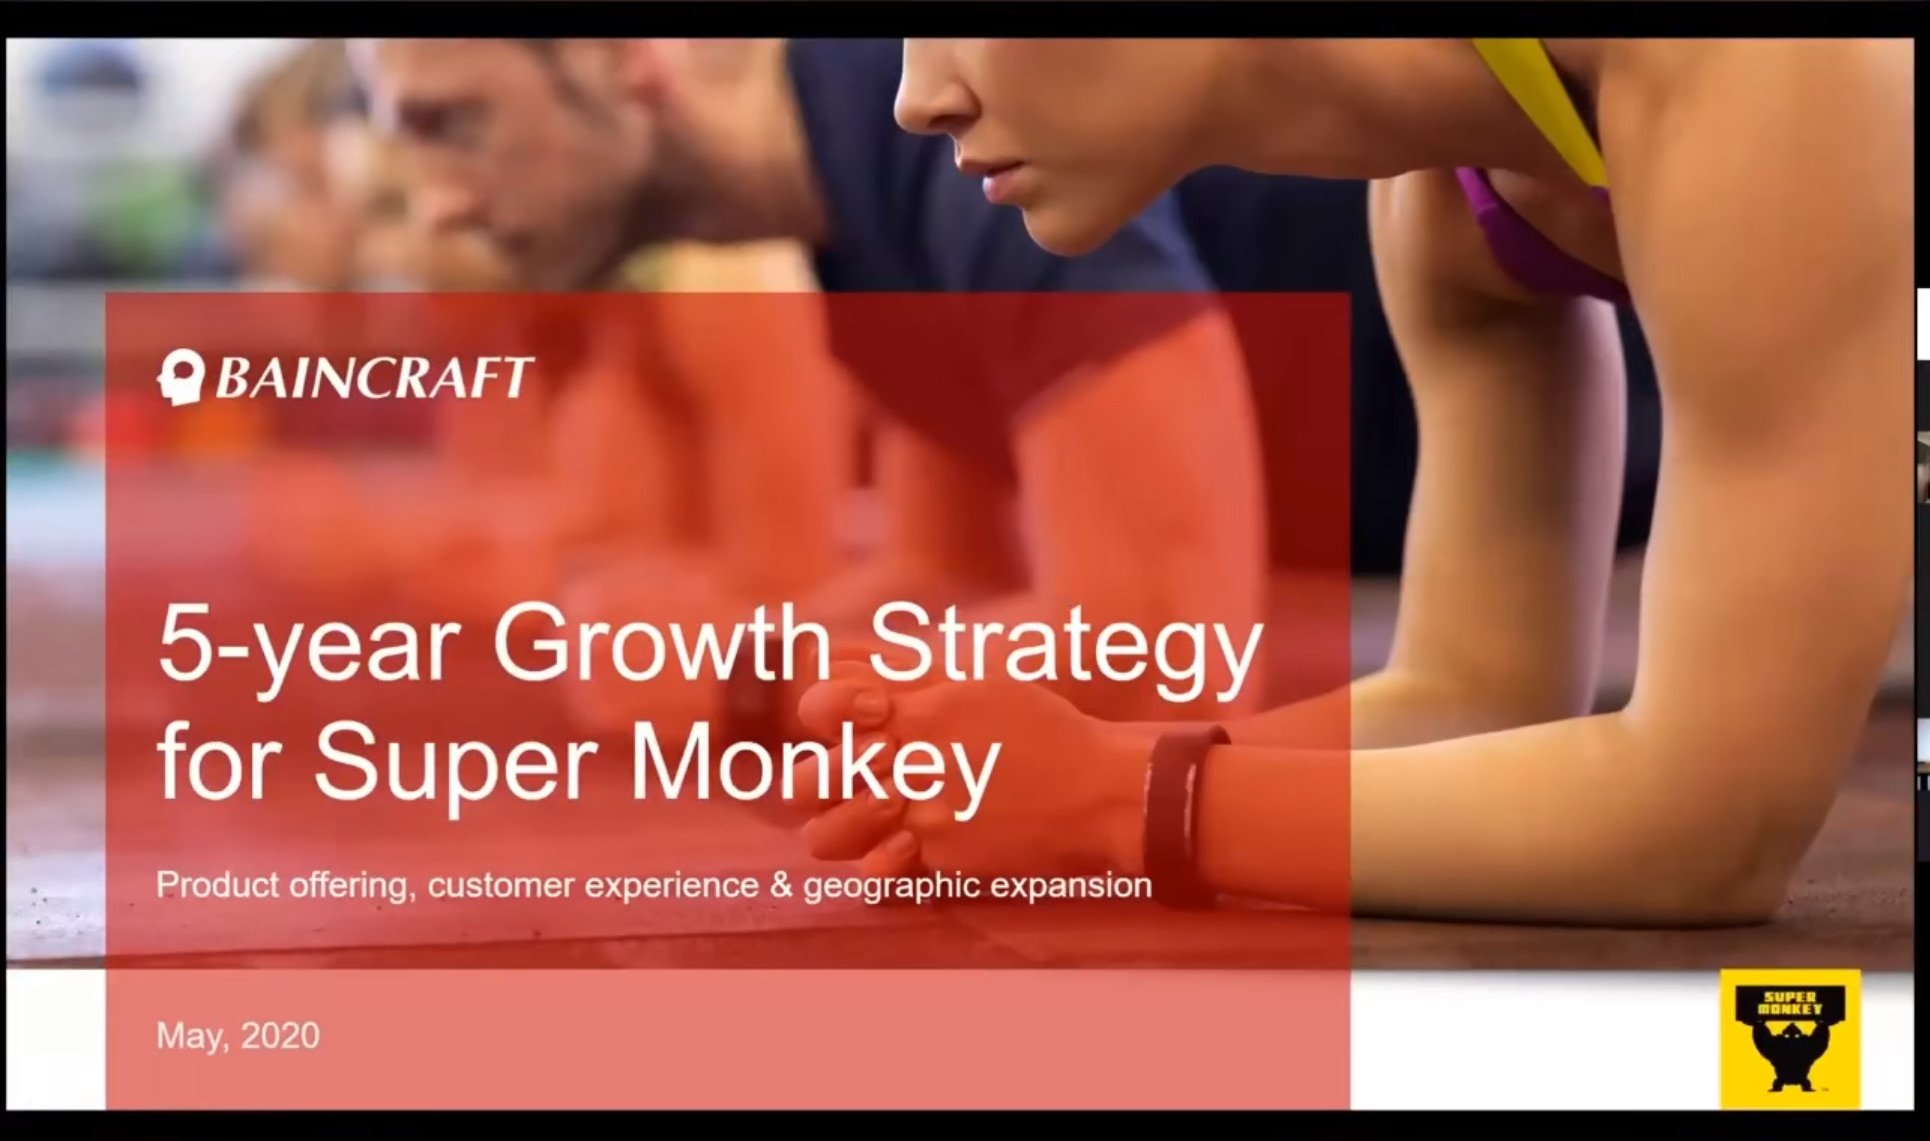 BAINCRAFT
5-year Growth Strategy
for Super Monkey
Product offering, customer experience & geographic expansion
May, 2020
SUPER
MONKEY